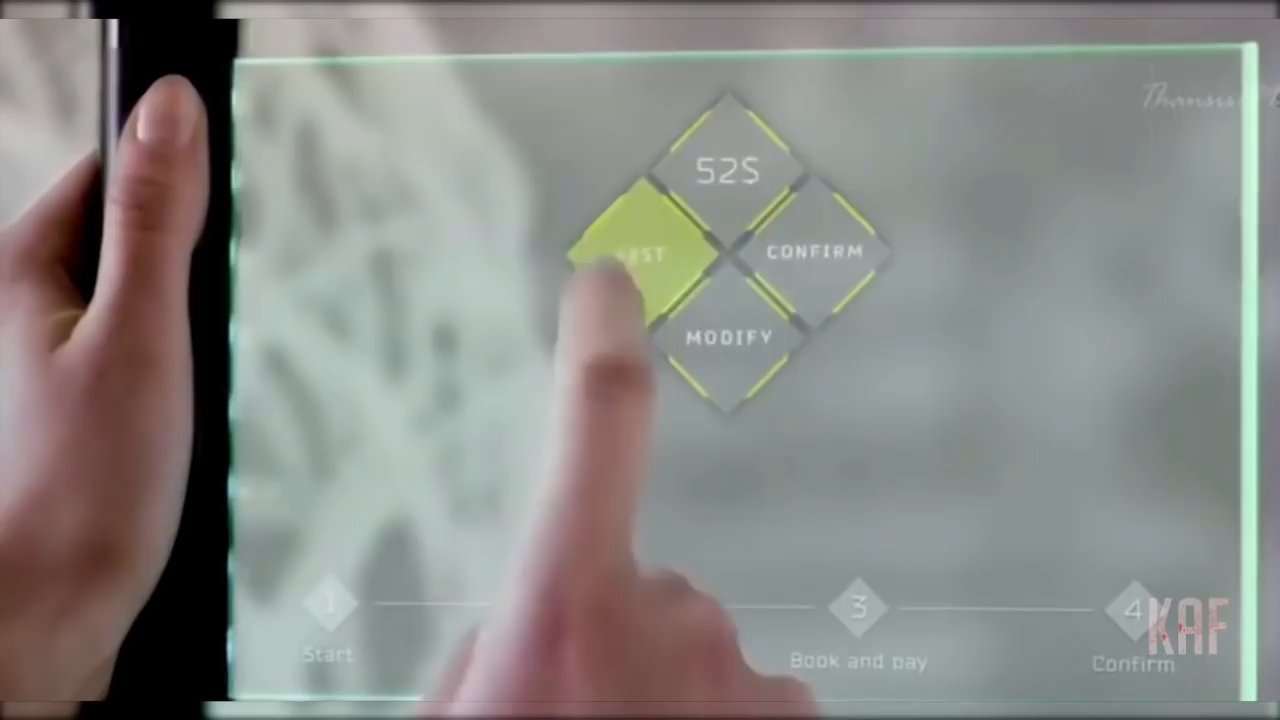 52$
CONFIRM
MODIFY
1
3
4
Start
Book and pay
Confirm
KAF